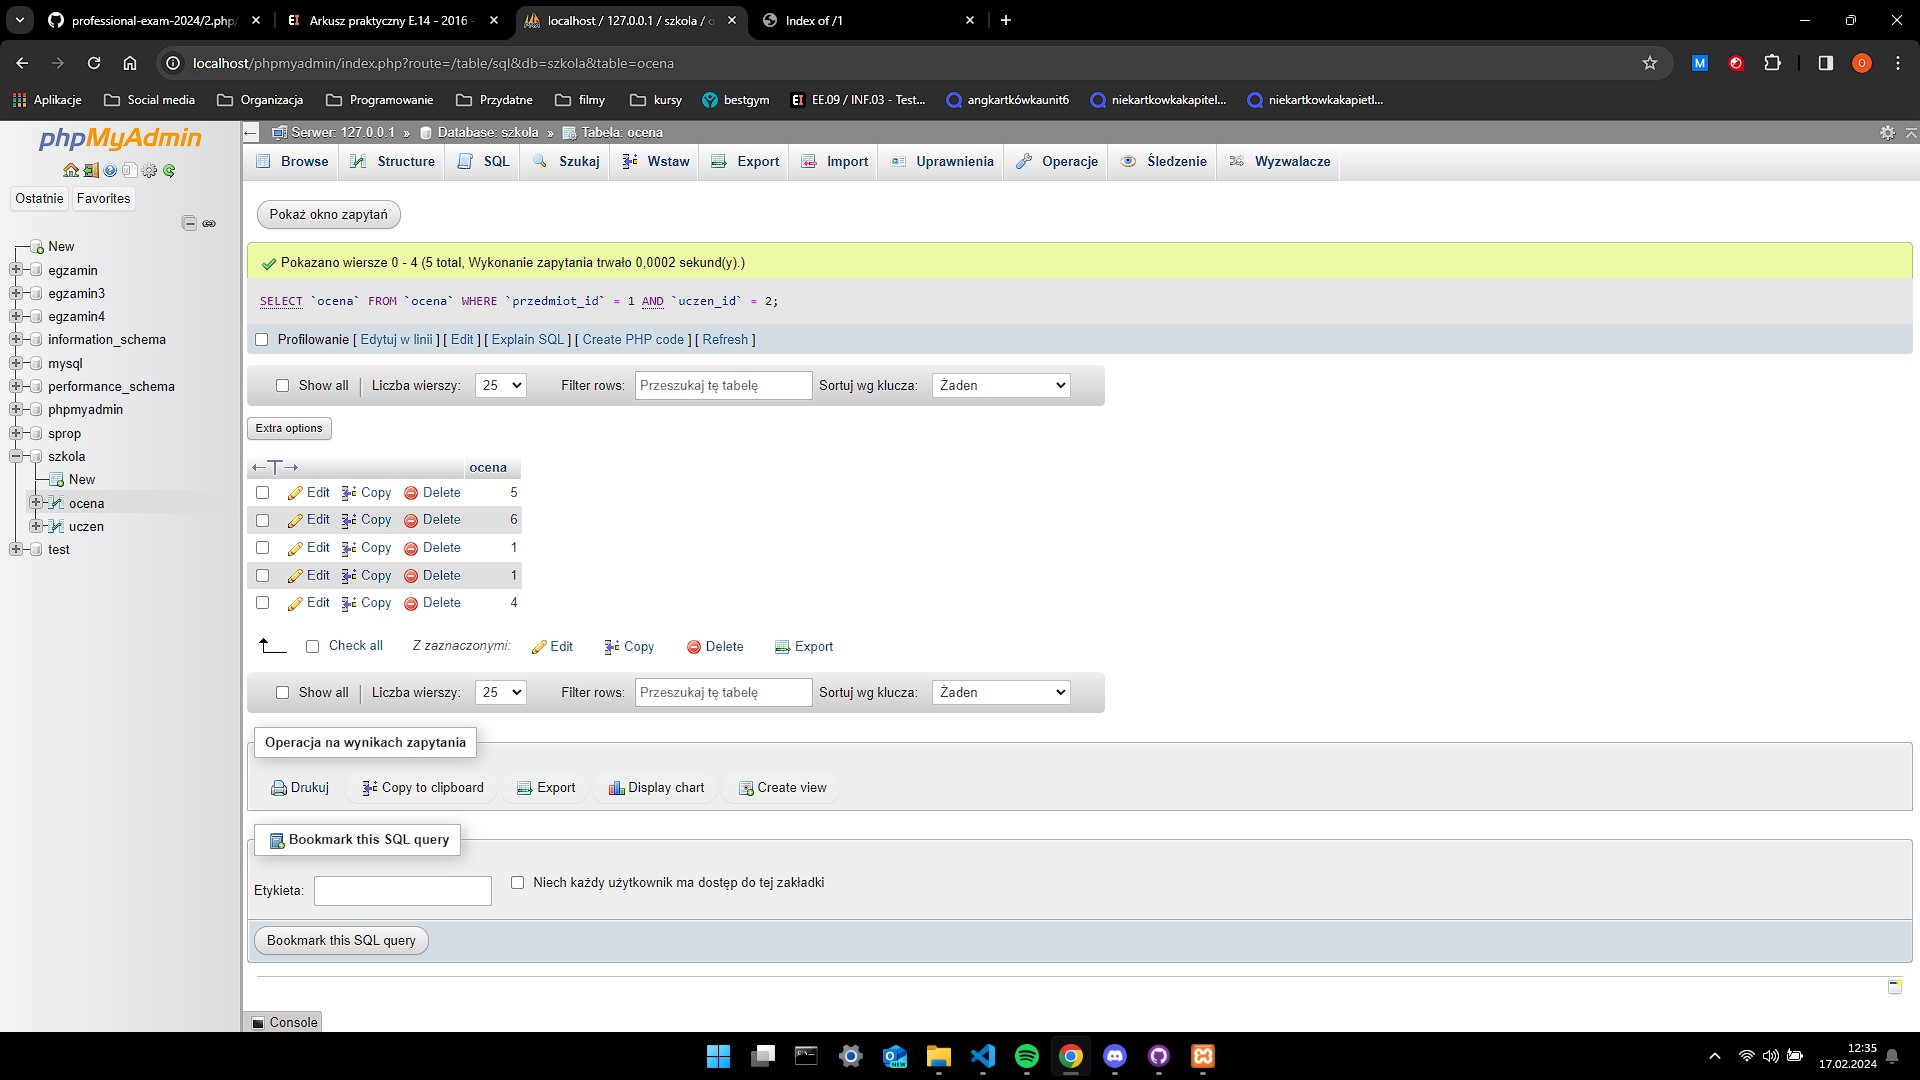 professional-exam-2024/2.php
Arkusz praktyczny E.14 - 2016
localhost / 127.0.0.1 / szkola / o
Index of /1
localhost/phpmyadmin/index.php?route=/table/sql&db=szkola&table=ocena
Aplikacje
Social media
Organizacja
Programowanie
Przydatne
filmy
kursy
bestgym
EE.09 / INF.03 - Test...
angkartkówkaunit6
niekartkowkakapitel...
niekartkowkakapietl...
phpMyAdmin
Ostatnie
Favorites
New
egzamin
egzamin3
egzamin4
information_schema
mysql
performance_schema
phpmyadmin
sprop
szkola
New
ocena
uczen
test
Serwer: 127.0.0.1 » Database: szkola » Tabela: ocena
Browse
Structure
SQL
Szukaj
Wstaw
Export
Import
Uprawnienia
Operacje
Śledzenie
Wyzwalacze
Pokaż okno zapytań
Pokazano wiersze 0 - 4 (5 total, Wykonanie zapytania trwało 0,0002 sekund(y).)
SELECT `ocena` FROM `ocena` WHERE `przedmiot_id` = 1 AND `uczen_id` = 2;
Profilowanie [ Edytuj w linii ] [ Edit ] [ Explain SQL ] [ Create PHP code ] [ Refresh ]
Show all Liczba wierszy: 25 Filter rows: Przeszukaj tę tabelę Sortuj wg klucza: Żaden
Extra options
←T→ ocena
Edit Copy Delete 5
Edit Copy Delete 6
Edit Copy Delete 1
Edit Copy Delete 1
Edit Copy Delete 4
Check all Z zaznaczonymi: Edit Copy Delete Export
Show all Liczba wierszy: 25 Filter rows: Przeszukaj tę tabelę Sortuj wg klucza: Żaden
Operacja na wynikach zapytania
Drukuj Copy to clipboard Export Display chart Create view
Bookmark this SQL query
Etykieta: Niech każdy użytkownik ma dostęp do tej zakładki
Bookmark this SQL query
Console
12:35
17.02.2024